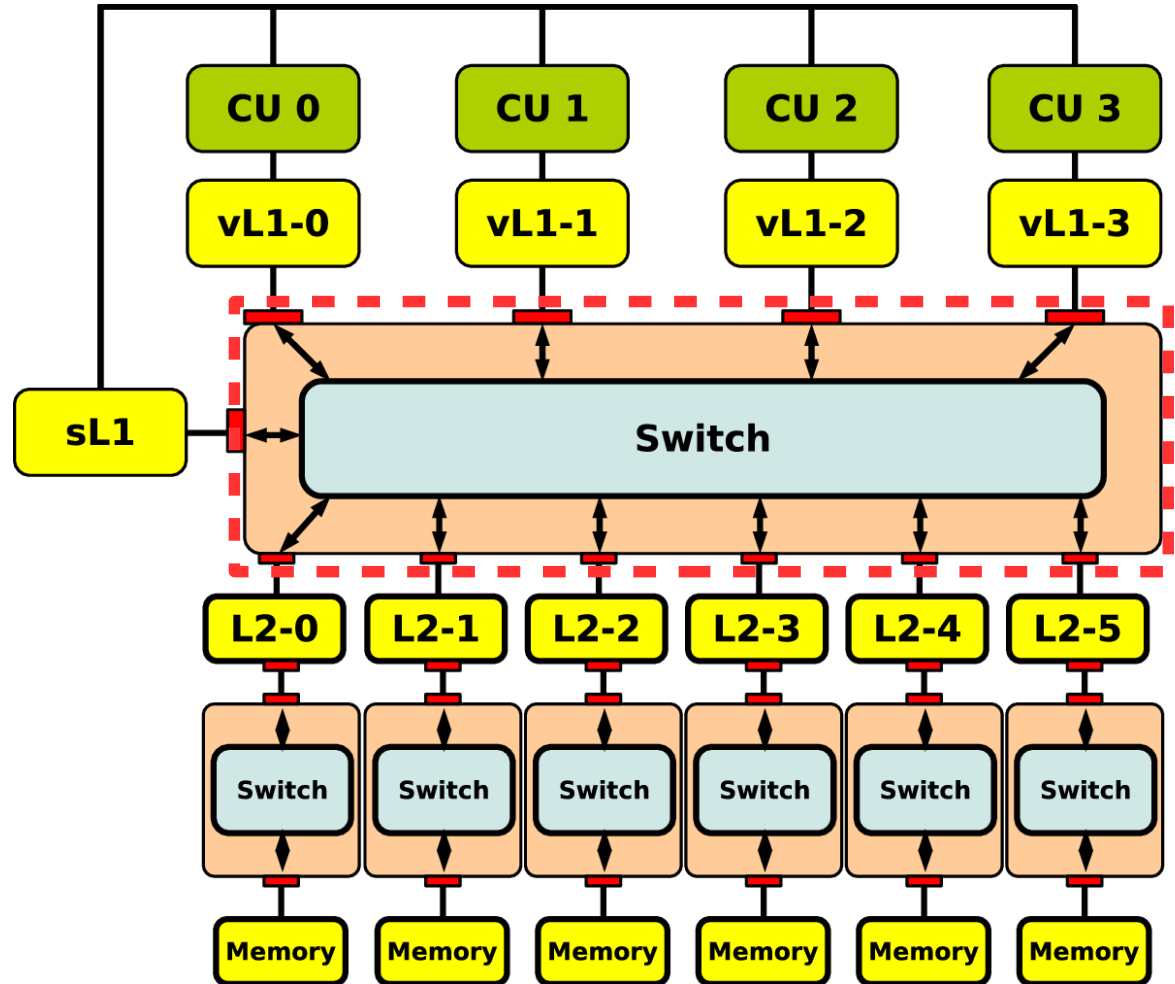 CU 0
CU 1
CU 2
CU 3
vL1-0
vL1-1
vL1-2
vL1-3
sL1
Switch
L2-0
L2-1
L2-2
L2-3
L2-4
L2-5
Switch
Switch
Switch
Switch
Switch
Switch
Memory
Memory
Memory
Memory
Memory
Memory